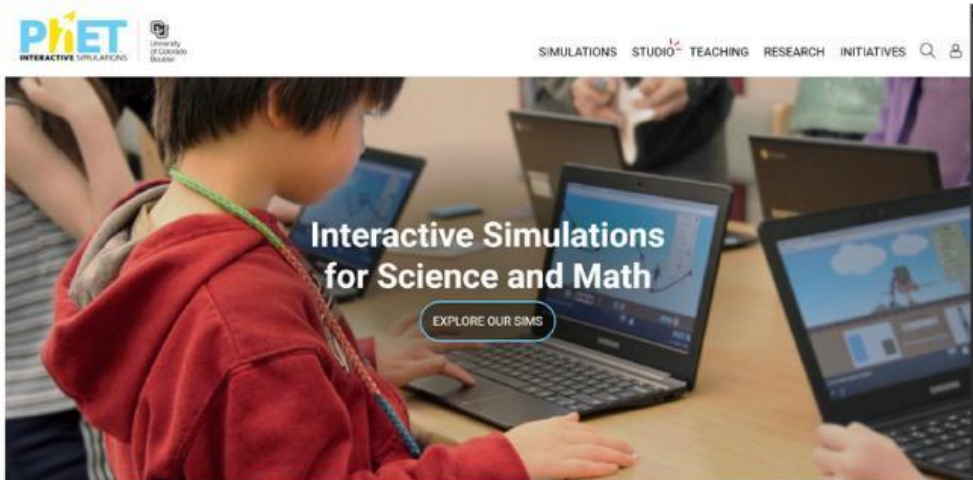 PhET
INTERACTIVE SIMULATIONS
University
of Colorado
Boulder
SIMULATIONS STUDIO TEACHING RESEARCH INITIATIVES
Interactive Simulations
for Science and Math
EXPLORE OUR SIMS